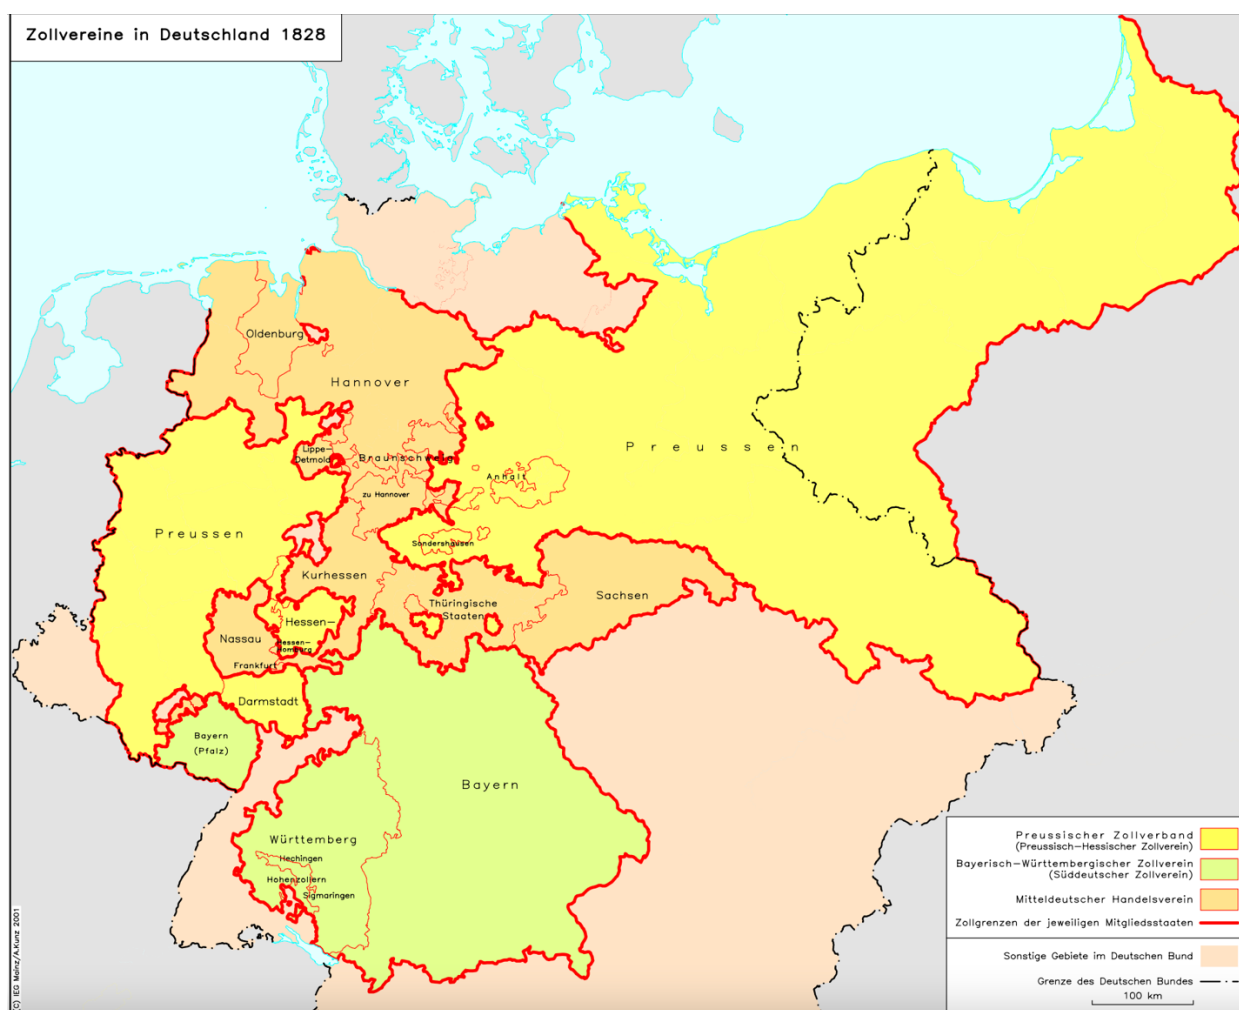 Zollvereine in Deutschland 1828
Oldenburg
Hannover
Preussen
Lippe-
Detmold
Braunschweig
Anhalt
zu Hannover
Preussen
Sondershausen
Kurhessen
Thüringische
Staaten
Sachsen
Hessen-
Nassau
Hessen-
Homburg
Frankfurt
Darmstadt
Bayern
(Pfalz)
Bayern
Württemberg
Hechingen
Hohenzollern
Sigmaringen
Preussischer Zollverband
(Preussisch-Hessischer Zollverein)
Bayerisch-Württembergischer Zollverein
(Süddeutscher Zollverein)
Mitteldeutscher Handelsverein
Zollgrenzen der jeweiligen Mitgliedsstaaten
Sonstige Gebiete im Deutschen Bund
Grenze des Deutschen Bundes
100 km
(C) IEG Mainz/A.Kunz 2001